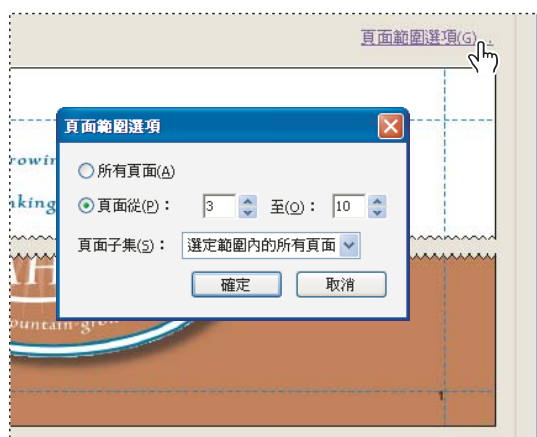 頁面範圍選項(G)...
頁面範圍選項
所有頁面(A)
頁面從(P)： 3 至(O)： 10
頁面子集(S)： 選定範圍內的所有頁面
確定 取消
rowin
aking
AH
ountain-gro
1